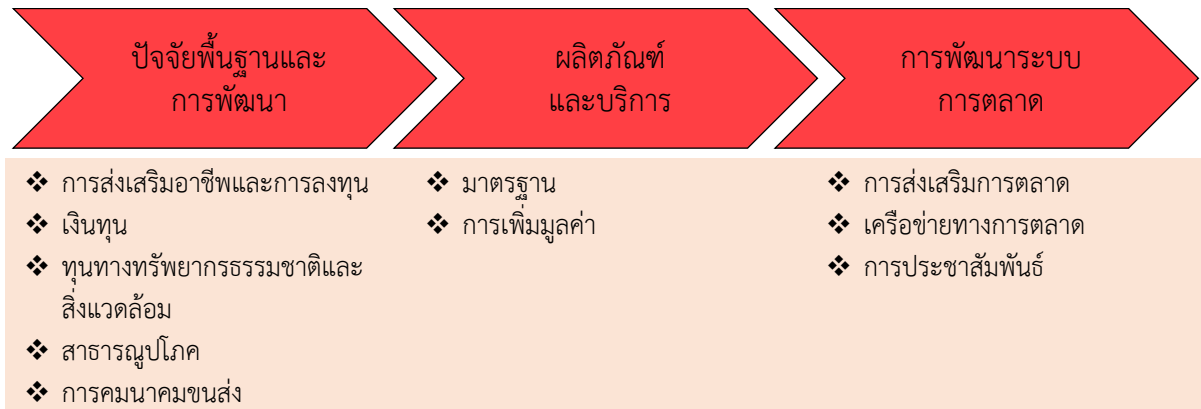 ปัจจัยพื้นฐานและ
การพัฒนา
ผลิตภัณฑ์
และบริการ
การพัฒนาระบบ
การตลาด
❖ การส่งเสริมอาชีพและการลงทุน
❖ เงินทุน
❖ ทุนทางทรัพยากรธรรมชาติและ
สิ่งแวดล้อม
❖ สาธารณูปโภค
❖ การคมนาคมขนส่ง
❖ มาตรฐาน
❖ การเพิ่มมูลค่า
❖ การส่งเสริมการตลาด
❖ เครือข่ายทางการตลาด
❖ การประชาสัมพันธ์